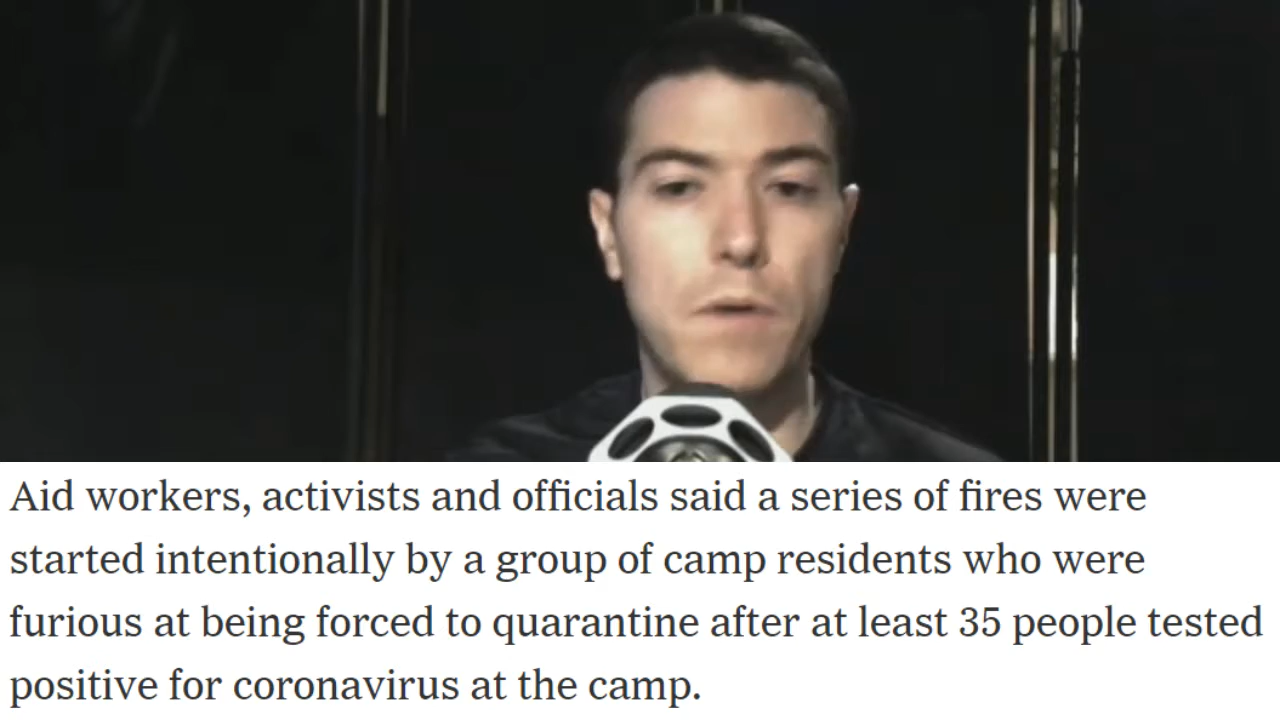 Aid workers, activists and officials said a series of fires were
started intentionally by a group of camp residents who were
furious at being forced to quarantine after at least 35 people tested
positive for coronavirus at the camp.